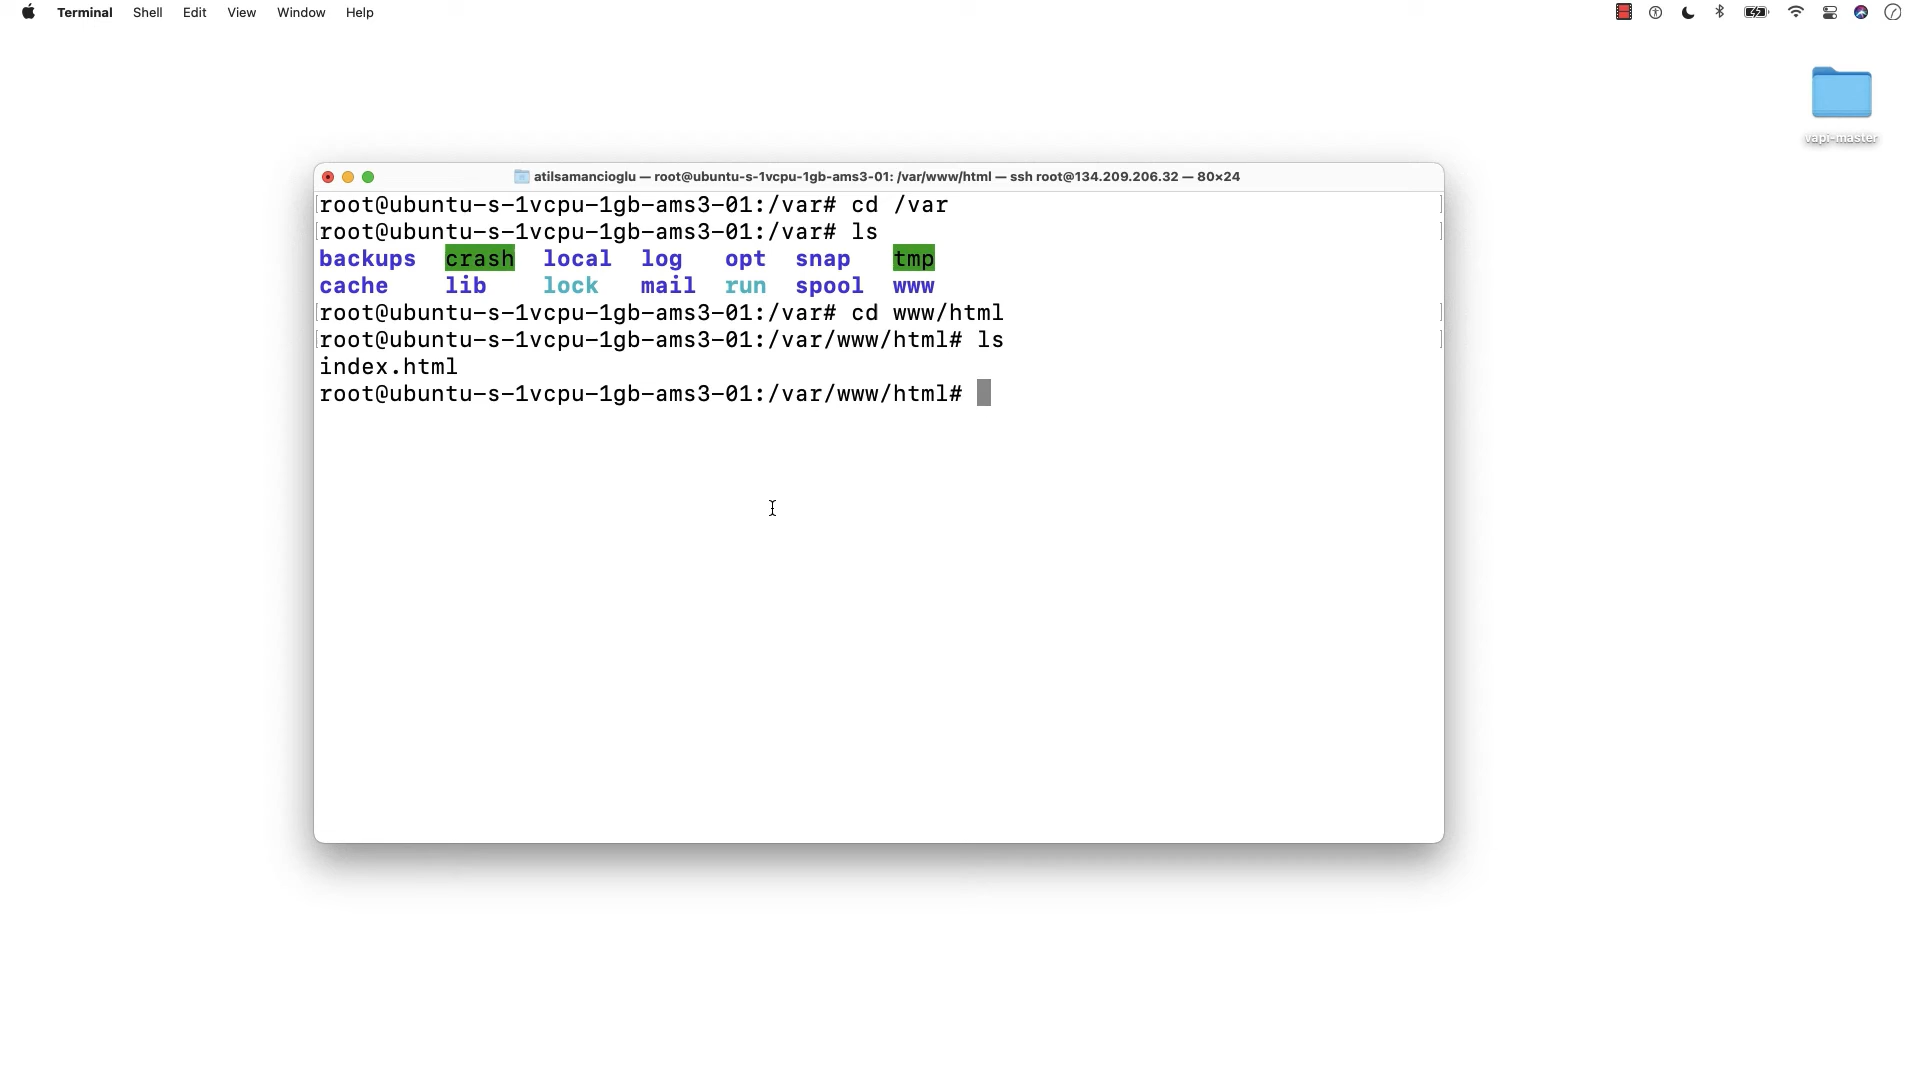 Terminal Shell Edit View Window Help
vapi-master
atilsamancioglu — root@ubuntu-s-1vcpu-1gb-ams3-01: /var/www/html — ssh root@134.209.206.32 — 80×24
root@ubuntu-s-1vcpu-1gb-ams3-01:/var# cd /var
root@ubuntu-s-1vcpu-1gb-ams3-01:/var# ls
backups crash local log opt snap tmp
cache lib lock mail run spool www
root@ubuntu-s-1vcpu-1gb-ams3-01:/var# cd www/html
root@ubuntu-s-1vcpu-1gb-ams3-01:/var/www/html# ls
index.html
root@ubuntu-s-1vcpu-1gb-ams3-01:/var/www/html#